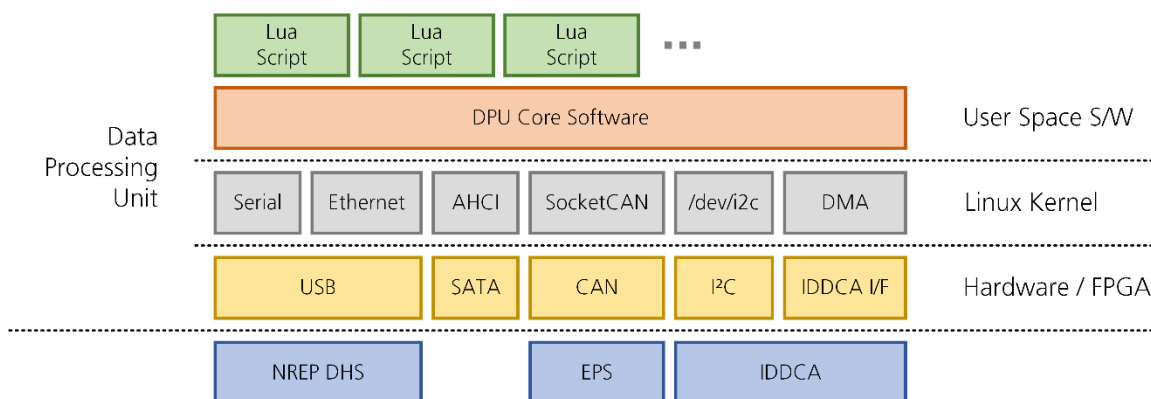 Lua
Script
Lua
Script
Lua
Script
...
DPU Core Software
User Space S/W
Data
Processing
Unit
Serial
Ethernet
AHCI
SocketCAN
/dev/i2c
DMA
Linux Kernel
USB
SATA
CAN
I²C
IDDCA I/F
Hardware / FPGA
NREP DHS
EPS
IDDCA